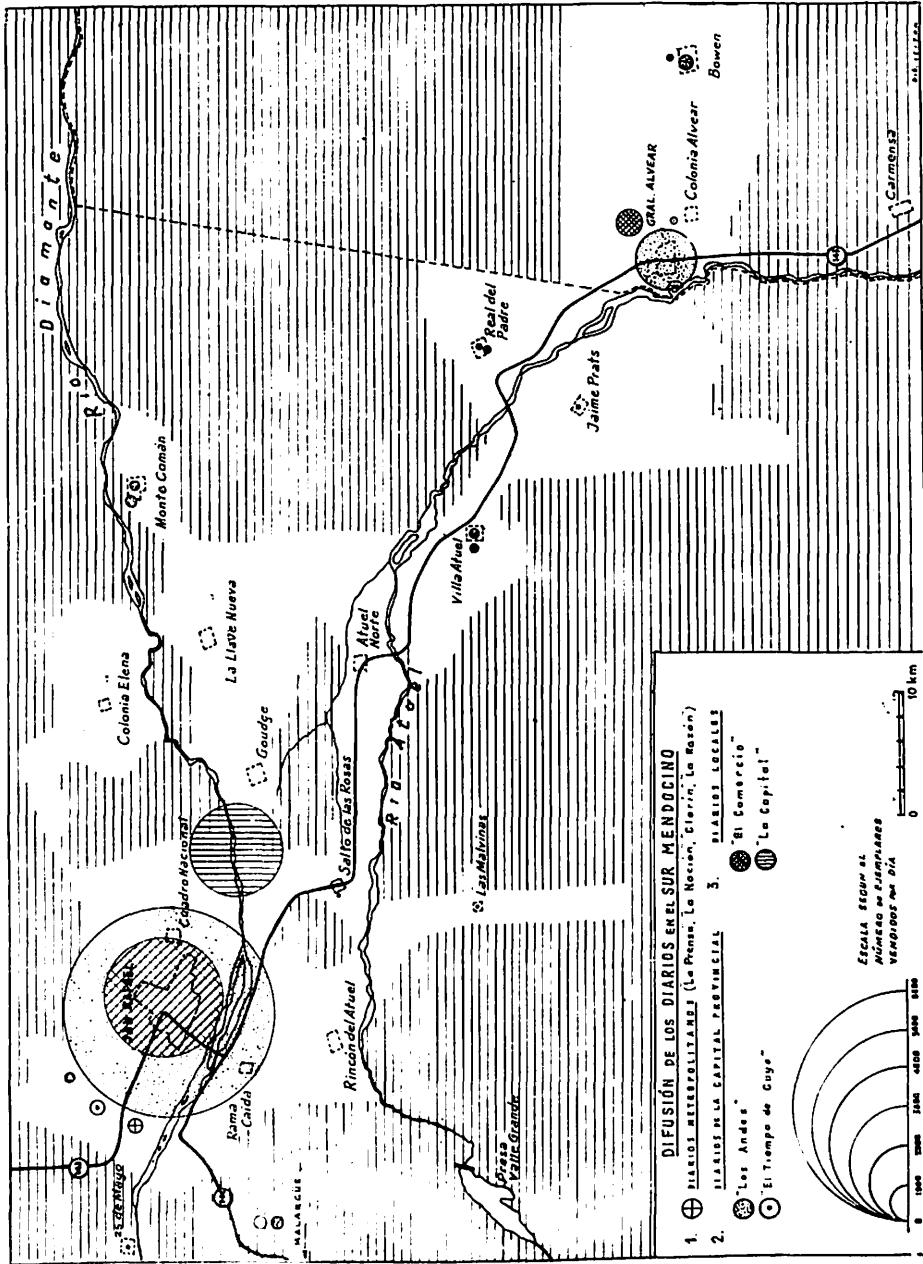 Río Diamante
Colonia Elena
Monto Comán
La Llave Nueva
Goudge
Cuadro Nacional
25 de Mayo
Rama
Caída
MALARGUE
Rincón del Atuel
Salto de las Rosas
Atuel
Norte
Río Atuel
Las Malvinas
Presa
Valle Grande
Villa Atuel
Real del
Padre
Jaime Prats
GRAL. ALVEAR
Colonia Alvear
Bowen
Carmensa
DIFUSIÓN DE LOS DIARIOS EN EL SUR MENDOCINO
1. DIARIOS METROPOLITANOS (La Prensa, La Nación, Clarín, La Razón)
2. DIARIOS DE LA CAPITAL PROVINCIAL
"Los Andes"
"El Tiempo de Cuyo"
3. DIARIOS LOCALES
"El Comercio"
"La Capital"
ESCALA SEGUN EL
NÚMERO DE EJEMPLARES
VENDIDOS POR DÍA
0 10 km